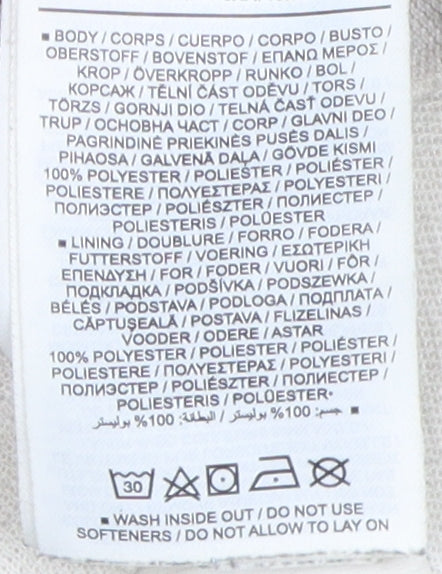 ▪ BODY / CORPS / CUERPO / CORPO / BUSTO /
OBERSTOFF / BOVENSTOF / ΕΠΑΝΩ ΜΕΡΟΣ /
KROP / ÖVERKROPP / RUNKO / BOL /
КОРСАЖ / TĚLNÍ ČÁST ODĚVU / TORS /
TÖRZS / GORNJI DIO / TELNÁ ČASŤ ODEVU /
TRUP / ОСНОВНА ЧАСТ / CORP / GLAVNI DEO /
PAGRINDINĖ PRIEKINĖS PUSĖS DALIS /
PIHAOSA / GALVENĀ DAĻA / GÖVDE KISMI
100% POLYESTER / POLIESTER / POLIÉSTER /
POLIESTERE / ΠΟΛΥΕΣΤΕΡΑΣ / POLYESTERI /
ПОЛИЭСТЕР / POLIÉSZTER / ПОЛИЕСТЕР /
POLIESTERIS / POLÜESTER
▪ LINING / DOUBLURE / FORRO / FODERA /
FUTTERSTOFF / VOERING / ΕΣΩΤΕΡΙΚΗ
ΕΠΕΝΔΥΣΗ / FOR / FODER / VUORI / FÔR /
ПОДКЛАДКА / PODŠÍVKA / PODSZEWKA /
BÉLÉS / PODSTAVA / PODLOGA / ПОДПЛАТА /
CĂPTUȘEALĂ / POSTAVA / FLIZELINAS /
VOODER / ODERE / ASTAR
100% POLYESTER / POLIESTER / POLIÉSTER /
POLIESTERE / ΠΟΛΥΕΣΤΕΡΑΣ / POLYESTERI /
ПОЛИЭСТЕР / POLIÉSZTER / ПОЛИЕСТЕР /
POLIESTERIS / POLÜESTER
▪ جسم: 100% بوليستر / البطانة: 100% بوليستر
30
▪ WASH INSIDE OUT / DO NOT USE
SOFTENERS / DO NOT ALLOW TO LAY ON